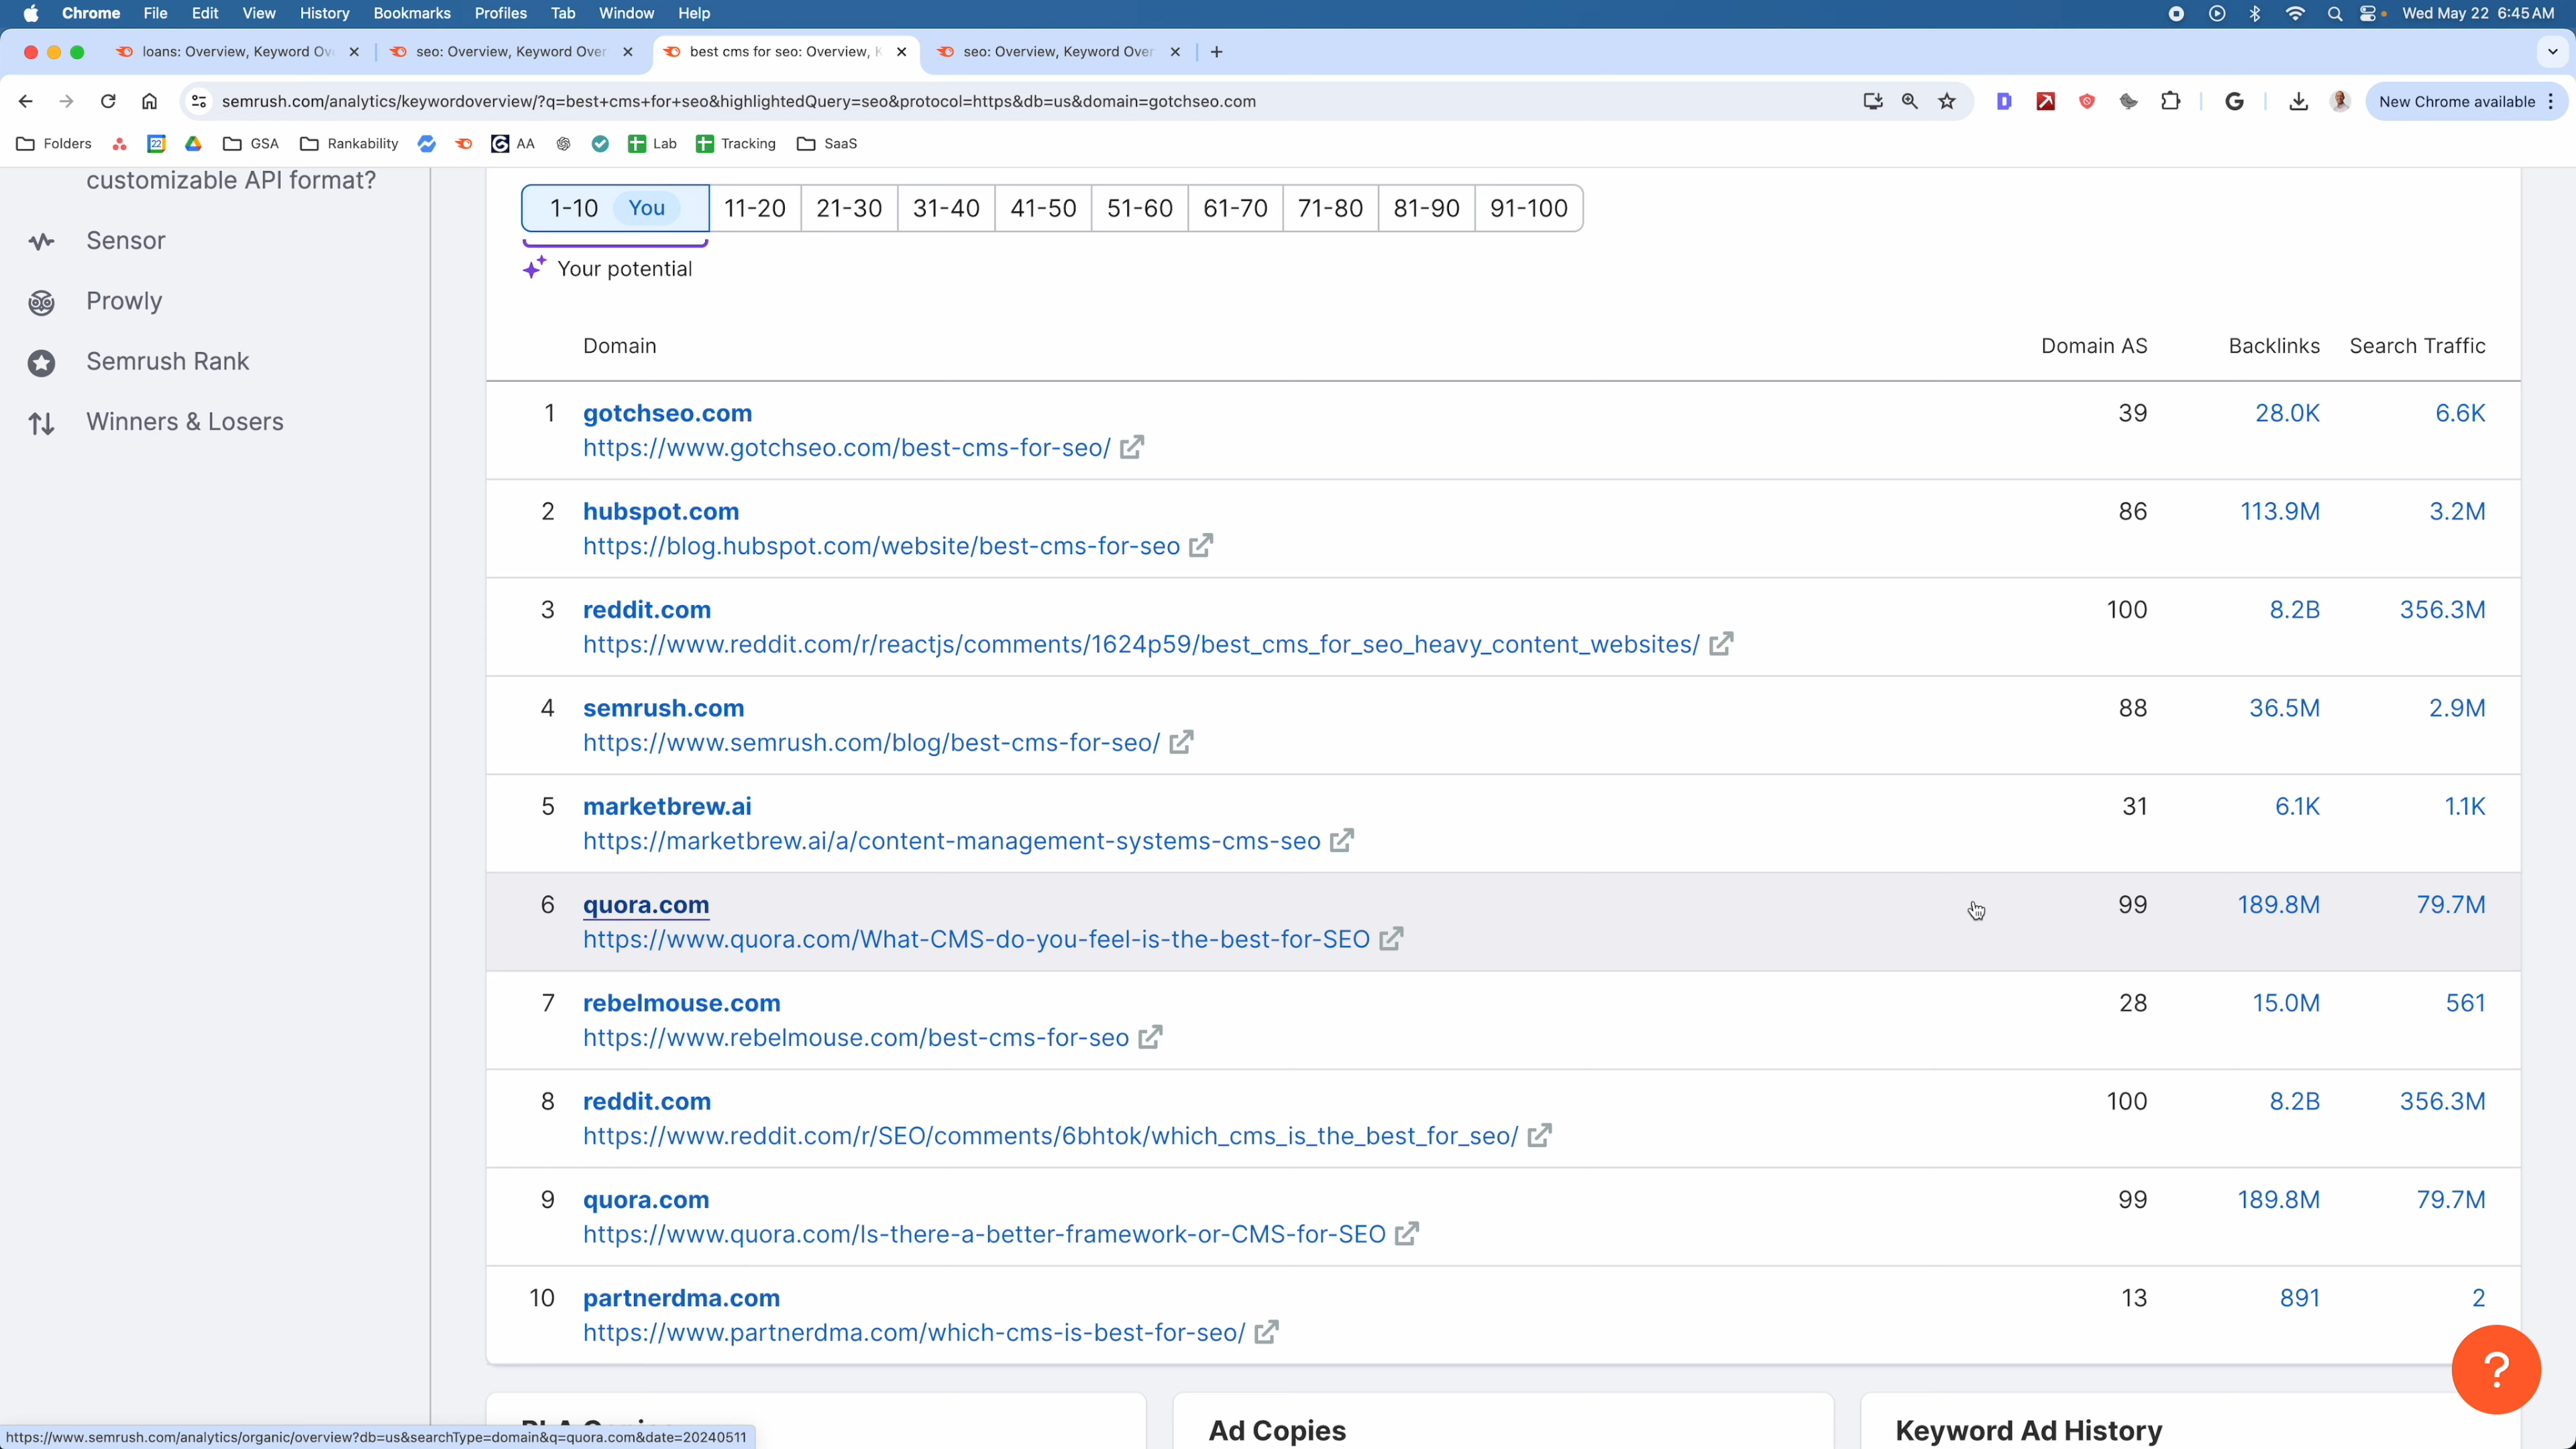 Chrome File Edit View History Bookmarks Profiles Tab Window Help Wed May 22 6:45 AM
loans: Overview, Keyword Ov seo: Overview, Keyword Over best cms for seo: Overview, K seo: Overview, Keyword Over
semrush.com/analytics/keywordoverview/?q=best+cms+for+seo&highlightedQuery=seo&protocol=https&db=us&domain=gotchseo.com New Chrome available
Folders 22 GSA Rankability AA Lab Tracking SaaS
customizable API format?
Sensor
Prowly
Semrush Rank
Winners & Losers
1-10 You 11-20 21-30 31-40 41-50 51-60 61-70 71-80 81-90 91-100
Your potential
Domain Domain AS Backlinks Search Traffic
1 gotchseo.com 39 28.0K 6.6K
https://www.gotchseo.com/best-cms-for-seo/
2 hubspot.com 86 113.9M 3.2M
https://blog.hubspot.com/website/best-cms-for-seo
3 reddit.com 100 8.2B 356.3M
https://www.reddit.com/r/reactjs/comments/1624p59/best_cms_for_seo_heavy_content_websites/
4 semrush.com 88 36.5M 2.9M
https://www.semrush.com/blog/best-cms-for-seo/
5 marketbrew.ai 31 6.1K 1.1K
https://marketbrew.ai/a/content-management-systems-cms-seo
6 quora.com 99 189.8M 79.7M
https://www.quora.com/What-CMS-do-you-feel-is-the-best-for-SEO
7 rebelmouse.com 28 15.0M 561
https://www.rebelmouse.com/best-cms-for-seo
8 reddit.com 100 8.2B 356.3M
https://www.reddit.com/r/SEO/comments/6bhtok/which_cms_is_the_best_for_seo/
9 quora.com 99 189.8M 79.7M
https://www.quora.com/Is-there-a-better-framework-or-CMS-for-SEO
10 partnerdma.com 13 891 2
https://www.partnerdma.com/which-cms-is-best-for-seo/
?
Ad Copies Keyword Ad History
https://www.semrush.com/analytics/organic/overview?db=us&searchType=domain&q=quora.com&date=20240511